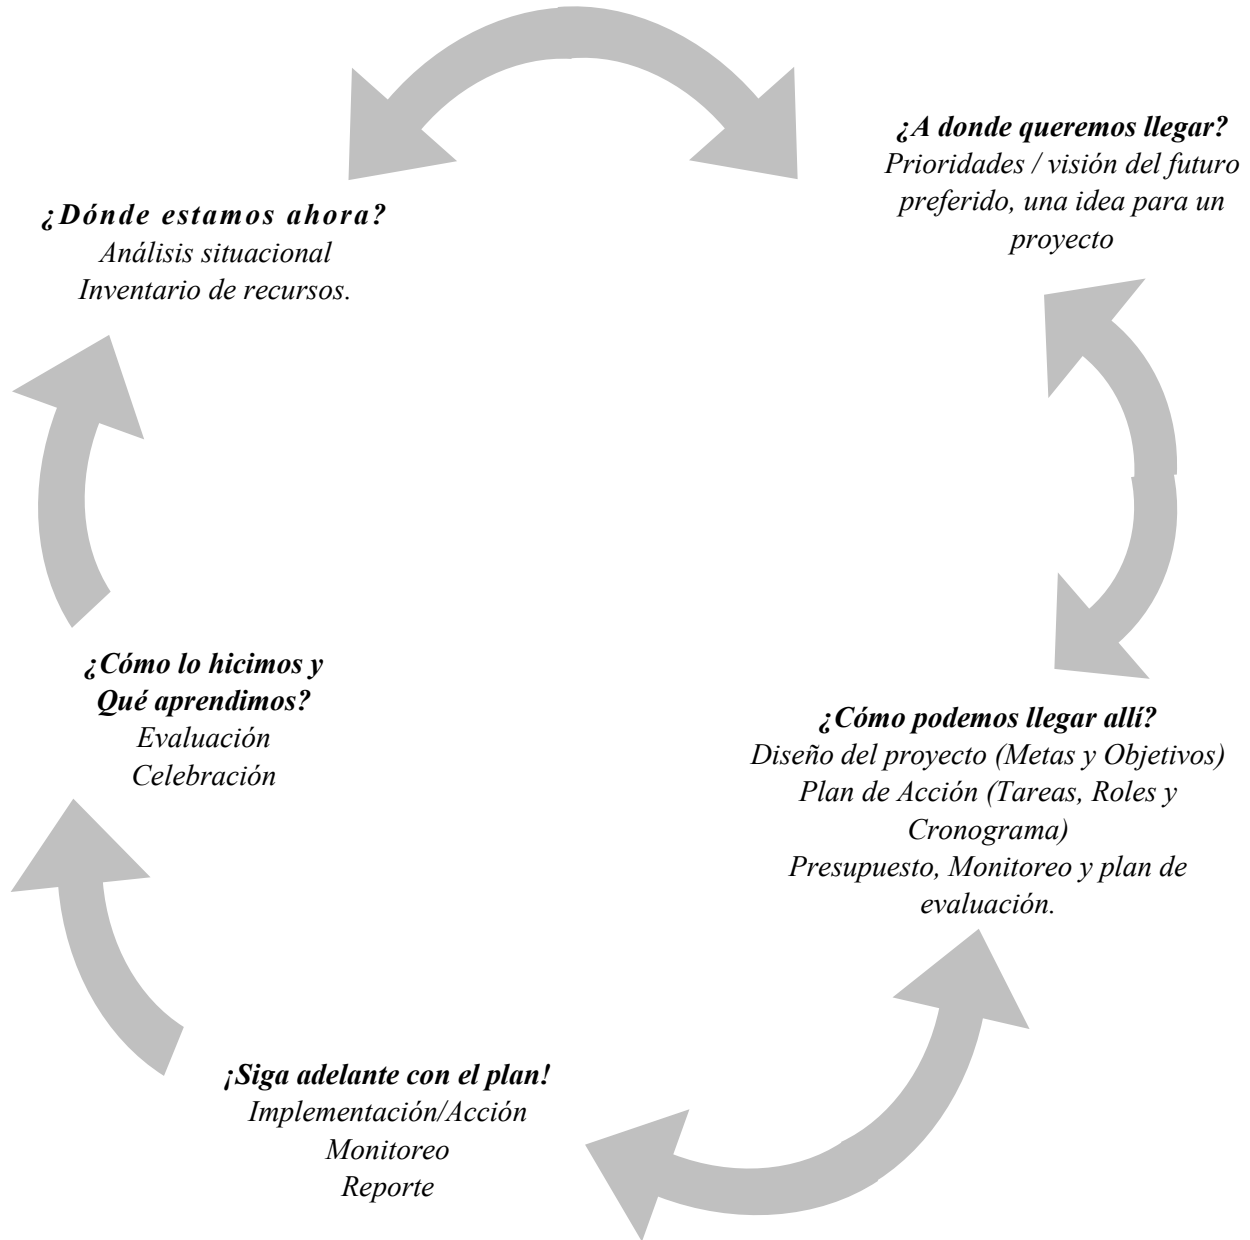 ¿Dónde estamos ahora?
Análisis situacional
Inventario de recursos.
¿A donde queremos llegar?
Prioridades / visión del futuro
preferido, una idea para un
proyecto
¿Cómo podemos llegar allí?
Diseño del proyecto (Metas y Objetivos)
Plan de Acción (Tareas, Roles y
Cronograma)
Presupuesto, Monitoreo y plan de
evaluación.
¡Siga adelante con el plan!
Implementación/Acción
Monitoreo
Reporte
¿Cómo lo hicimos y
Qué aprendimos?
Evaluación
Celebración